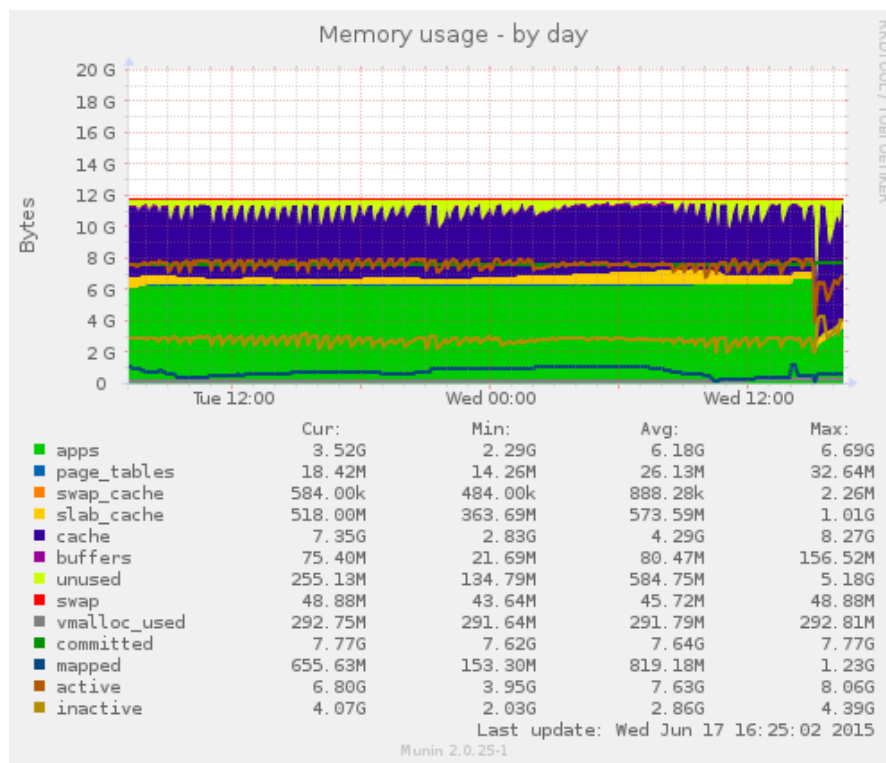 Memory usage - by day
RRDTOOL / TOBI OETIKER
Bytes
20 G
18 G
16 G
14 G
12 G
10 G
8 G
6 G
4 G
2 G
0
Tue 12:00 Wed 00:00 Wed 12:00
Cur: Min: Avg: Max:
apps 3.52G 2.29G 6.18G 6.69G
page_tables 18.42M 14.26M 26.13M 32.64M
swap_cache 584.00k 484.00k 888.28k 2.26M
slab_cache 518.00M 363.69M 573.59M 1.01G
cache 7.35G 2.83G 4.29G 8.27G
buffers 75.40M 21.69M 80.47M 156.52M
unused 255.13M 134.79M 584.75M 5.18G
swap 48.88M 43.64M 45.72M 48.88M
vmalloc_used 292.75M 291.64M 291.79M 292.81M
committed 7.77G 7.62G 7.64G 7.77G
mapped 655.63M 153.30M 819.18M 1.23G
active 6.80G 3.95G 7.63G 8.06G
inactive 4.07G 2.03G 2.86G 4.39G
Last update: Wed Jun 17 16:25:02 2015
Munin 2.0.25-1